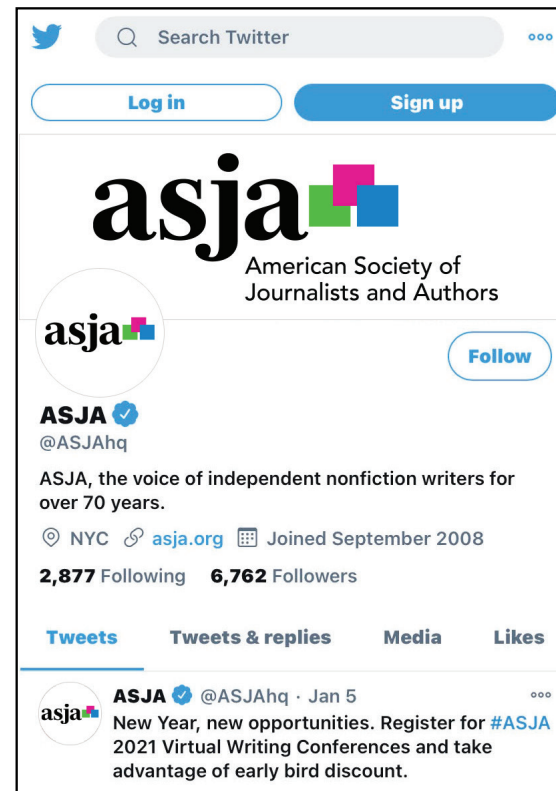 Search Twitter
Log in
Sign up
asja
American Society of
Journalists and Authors
asja
Follow
ASJA
@ASJAhq
ASJA, the voice of independent nonfiction writers for
over 70 years.
NYC asja.org Joined September 2008
2,877 Following 6,762 Followers
Tweets Tweets & replies Media Likes
asja
ASJA @ASJAhq · Jan 5
New Year, new opportunities. Register for #ASJA
2021 Virtual Writing Conferences and take
advantage of early bird discount.